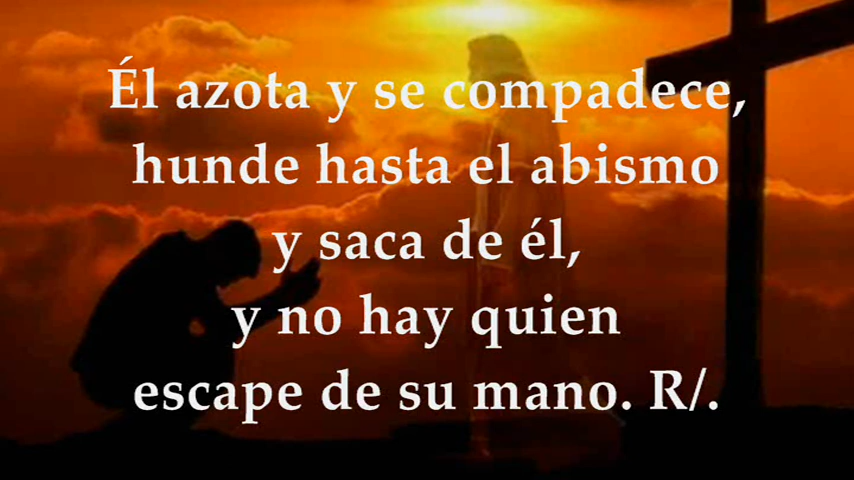 Él azota y se compadece,
hunde hasta el abismo
y saca de él,
y no hay quien
escape de su mano. R/.